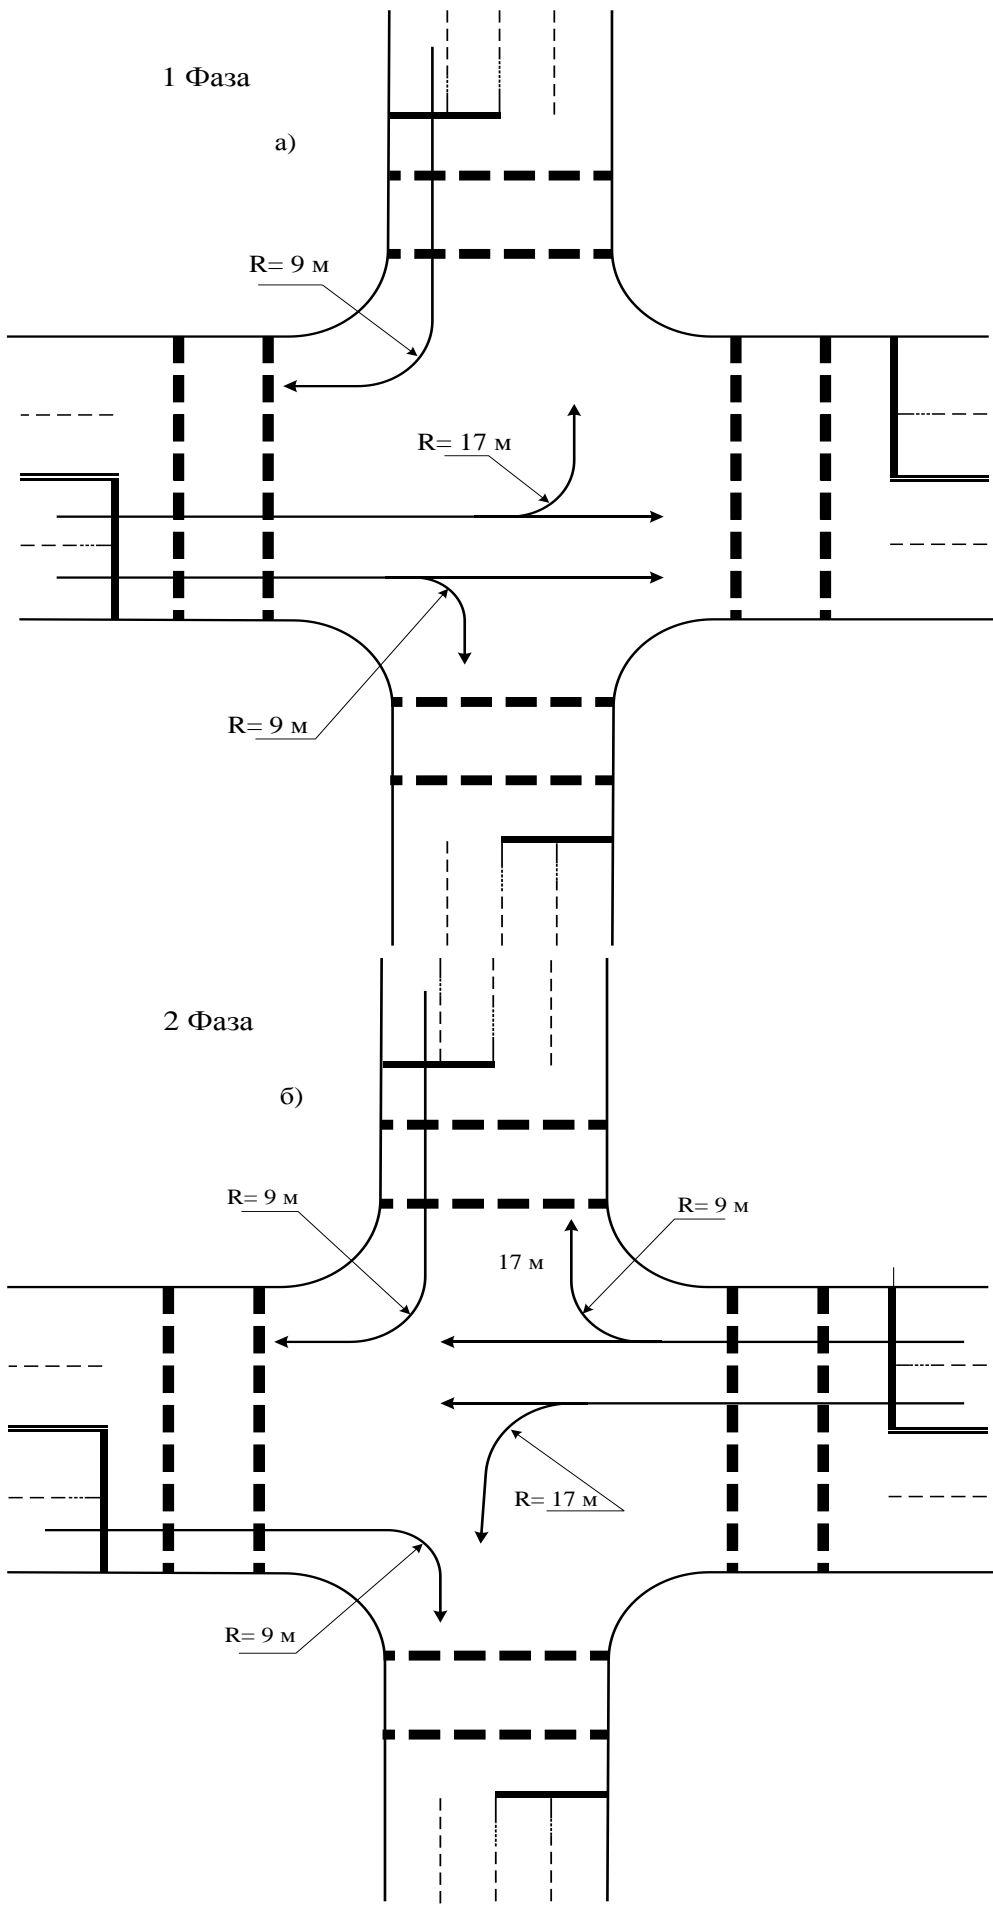 1 Фаза
а)
R= 9 м
R= 17 м
R= 9 м
2 Фаза
б)
R= 9 м
R= 9 м
17 м
R= 17 м
R= 9 м